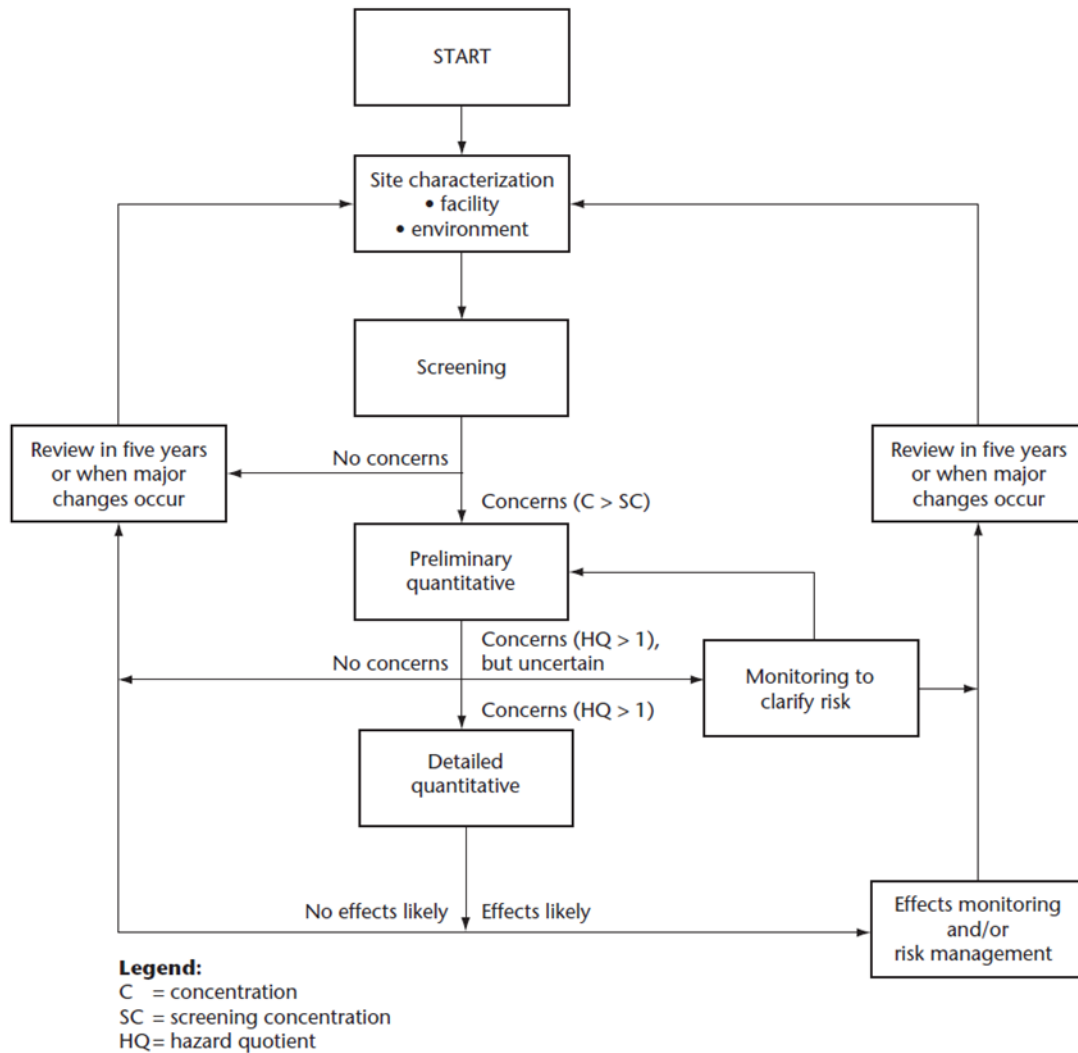 START
Site characterization
• facility
• environment
Screening
Review in five years
or when major
changes occur
No concerns
Review in five years
or when major
changes occur
Concerns (C > SC)
Preliminary
quantitative
Concerns (HQ > 1),
but uncertain
No concerns
Monitoring to
clarify risk
Concerns (HQ > 1)
Detailed
quantitative
No effects likely
Effects likely
Effects monitoring
and/or
risk management
Legend:
C = concentration
SC = screening concentration
HQ = hazard quotient